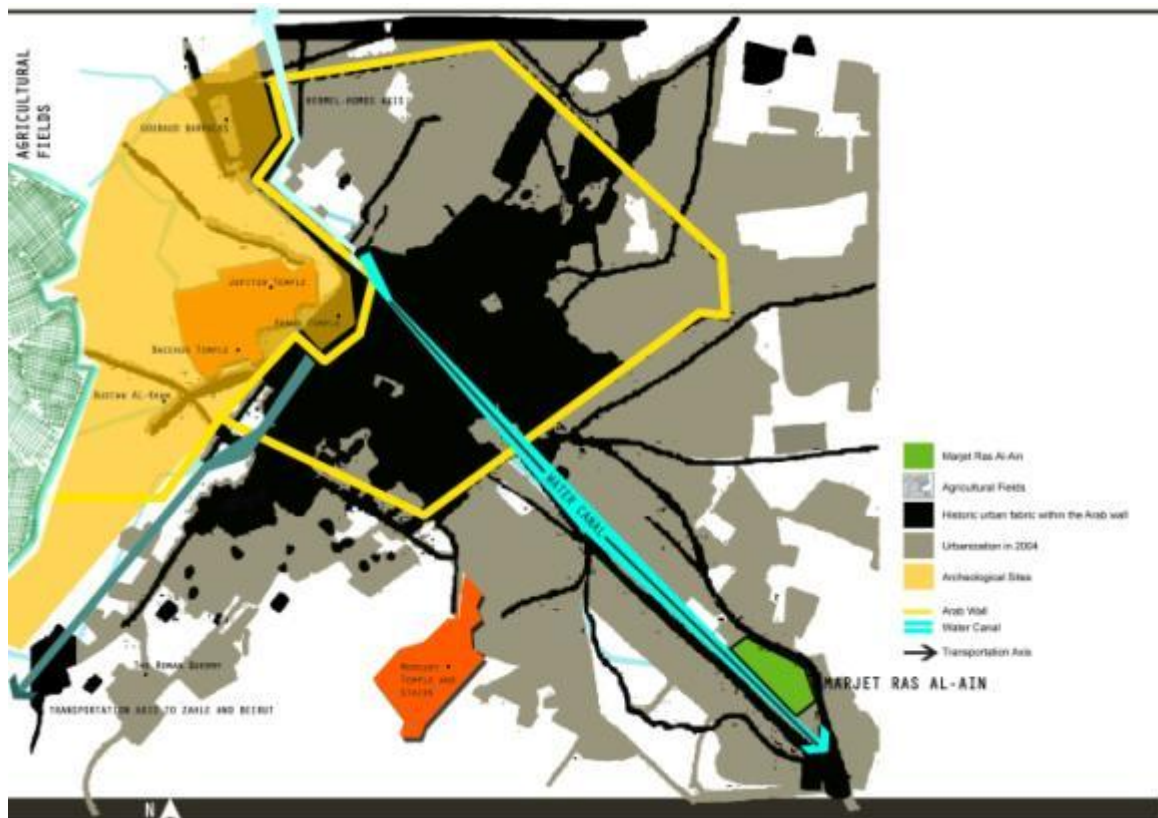 AGRICULTURAL
FIELDS
HERMEL-HOMOS AXIS
GOURAUD BARRACKS
JUPITER TEMPLE
BACCHUS TEMPLE
WATER CANAL
MERCURY
TEMPLE AND
STAIRS
THE ROMAN QUERRY
TRANSPORTATION AXIS TO ZAHLE AND BEIRUT
MARJET RAS AL-AIN
N
Marjet Ras Al-Ain
Agricultural Fields
Historic urban fabric within the Arab wall
Urbanization in 2004
Archeological Sites
Arab Wall
Water Canal
Transportation Axis